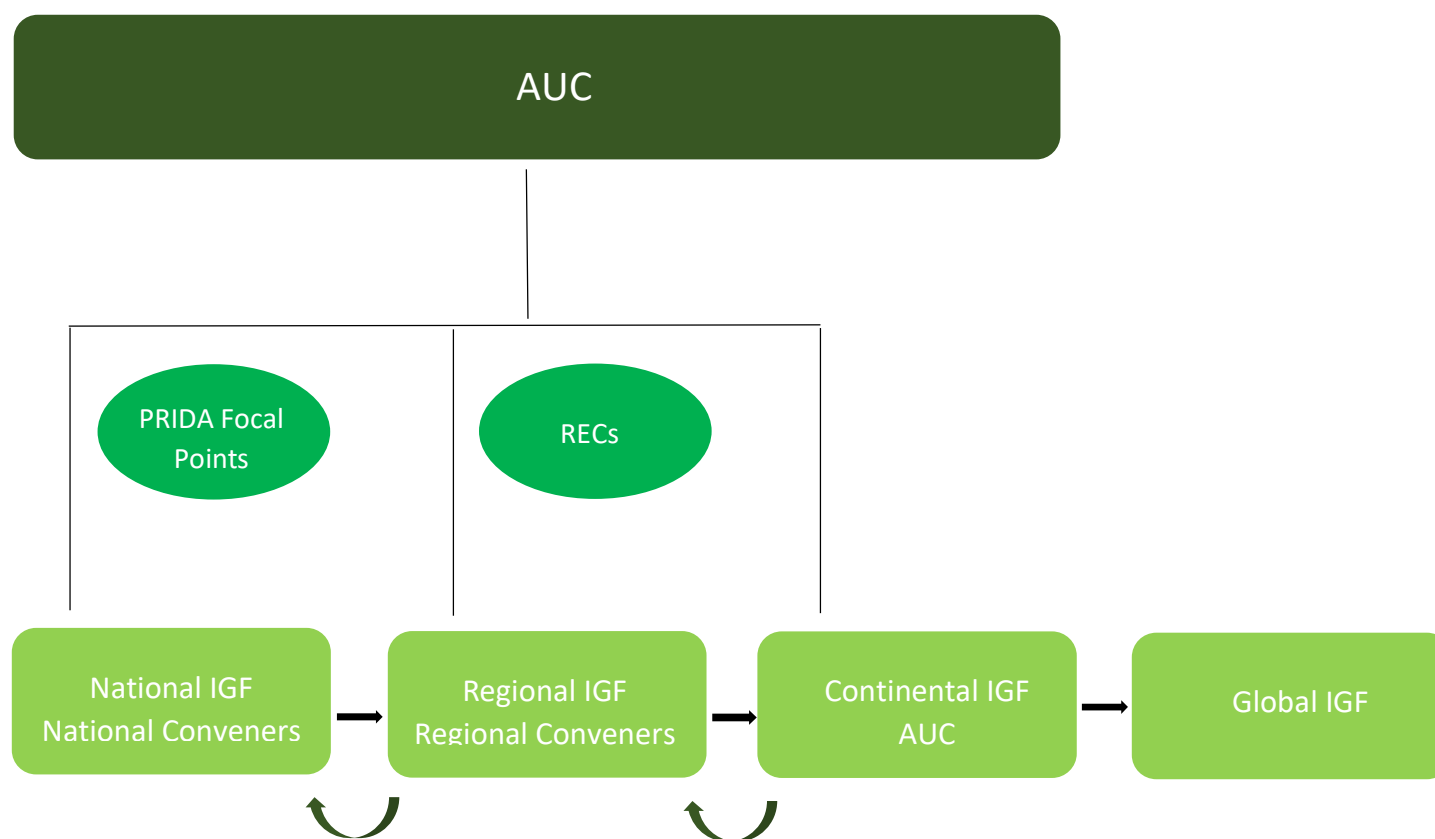 AUC
PRIDA Focal
Points
RECs
National IGF
National Conveners
Regional IGF
Regional Conveners
Continental IGF
AUC
Global IGF